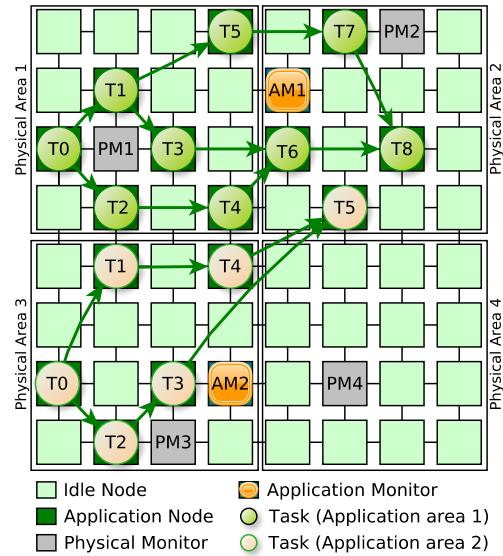 Physical Area 1
Physical Area 2
T5
T7
PM2
T1
AM1
T0
PM1
T3
T6
T8
T2
T4
T5
Physical Area 3
Physical Area 4
T1
T4
T0
T3
AM2
PM4
T2
PM3
Idle Node
Application Monitor
Application Node
Task (Application area 1)
Physical Monitor
Task (Application area 2)